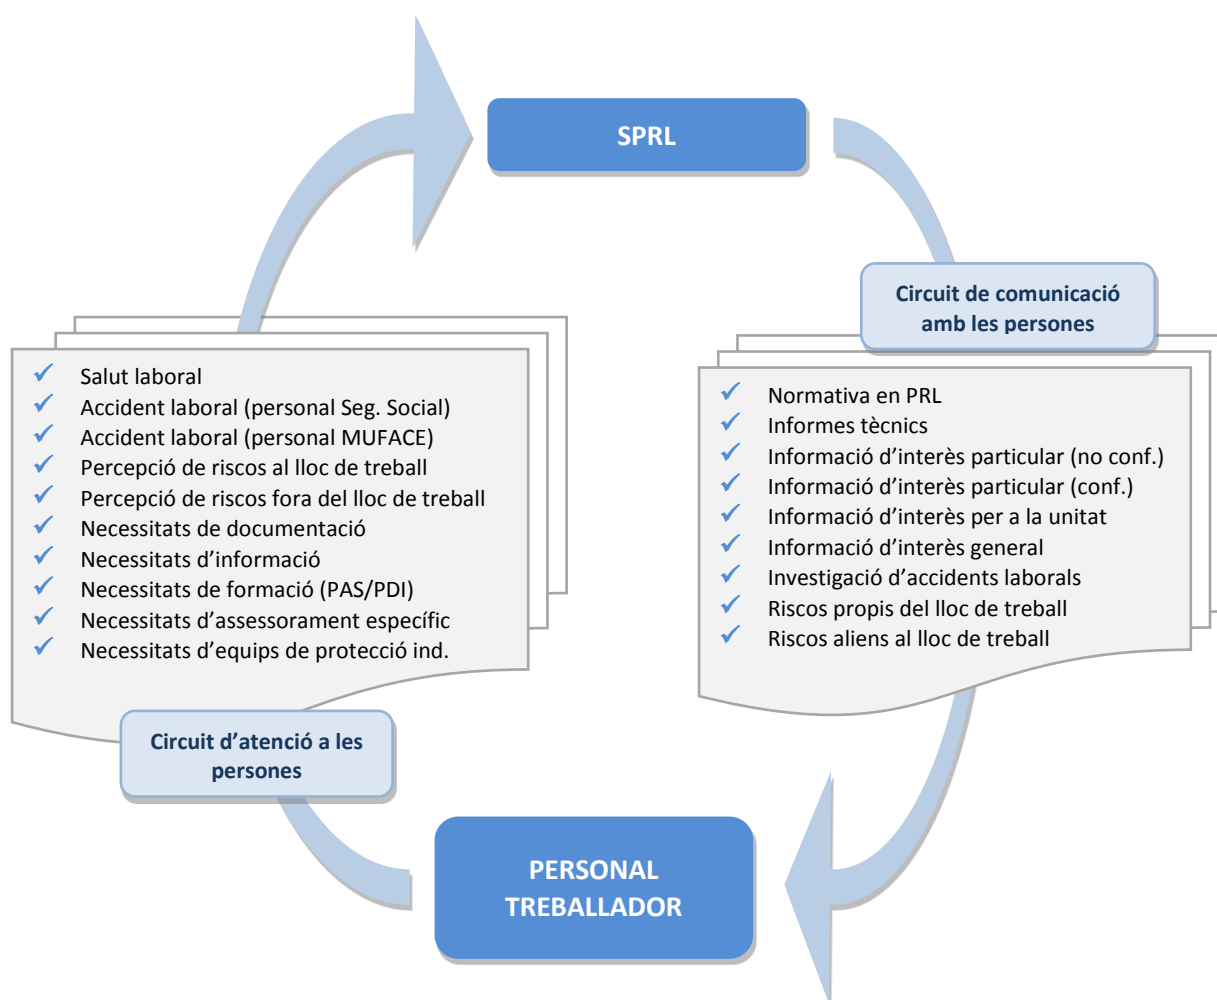 SPRL
Circuit de comunicació
amb les persones
Salut laboral
Accident laboral (personal Seg. Social)
Accident laboral (personal MUFACE)
Percepció de riscos al lloc de treball
Percepció de riscos fora del lloc de treball
Necessitats de documentació
Necessitats d’informació
Necessitats de formació (PAS/PDI)
Necessitats d’assessorament específic
Necessitats d’equips de protecció ind.
Normativa en PRL
Informes tècnics
Informació d’interès particular (no conf.)
Informació d’interès particular (conf.)
Informació d’interès per a la unitat
Informació d’interès general
Investigació d’accidents laborals
Riscos propis del lloc de treball
Riscos aliens al lloc de treball
Circuit d’atenció a les
persones
PERSONAL
TREBALLADOR